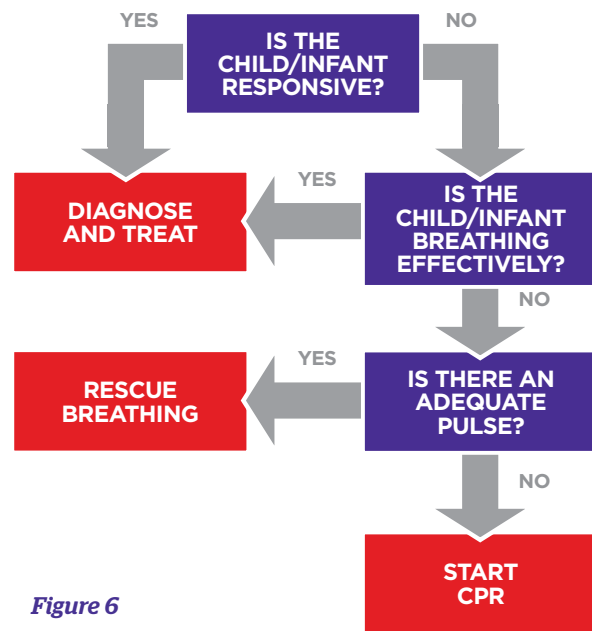 YES
IS THE
CHILD/INFANT
RESPONSIVE?
NO
DIAGNOSE
AND TREAT
YES
IS THE
CHILD/INFANT
BREATHING
EFFECTIVELY?
NO
RESCUE
BREATHING
YES
IS THERE AN
ADEQUATE
PULSE?
NO
START
CPR
Figure 6